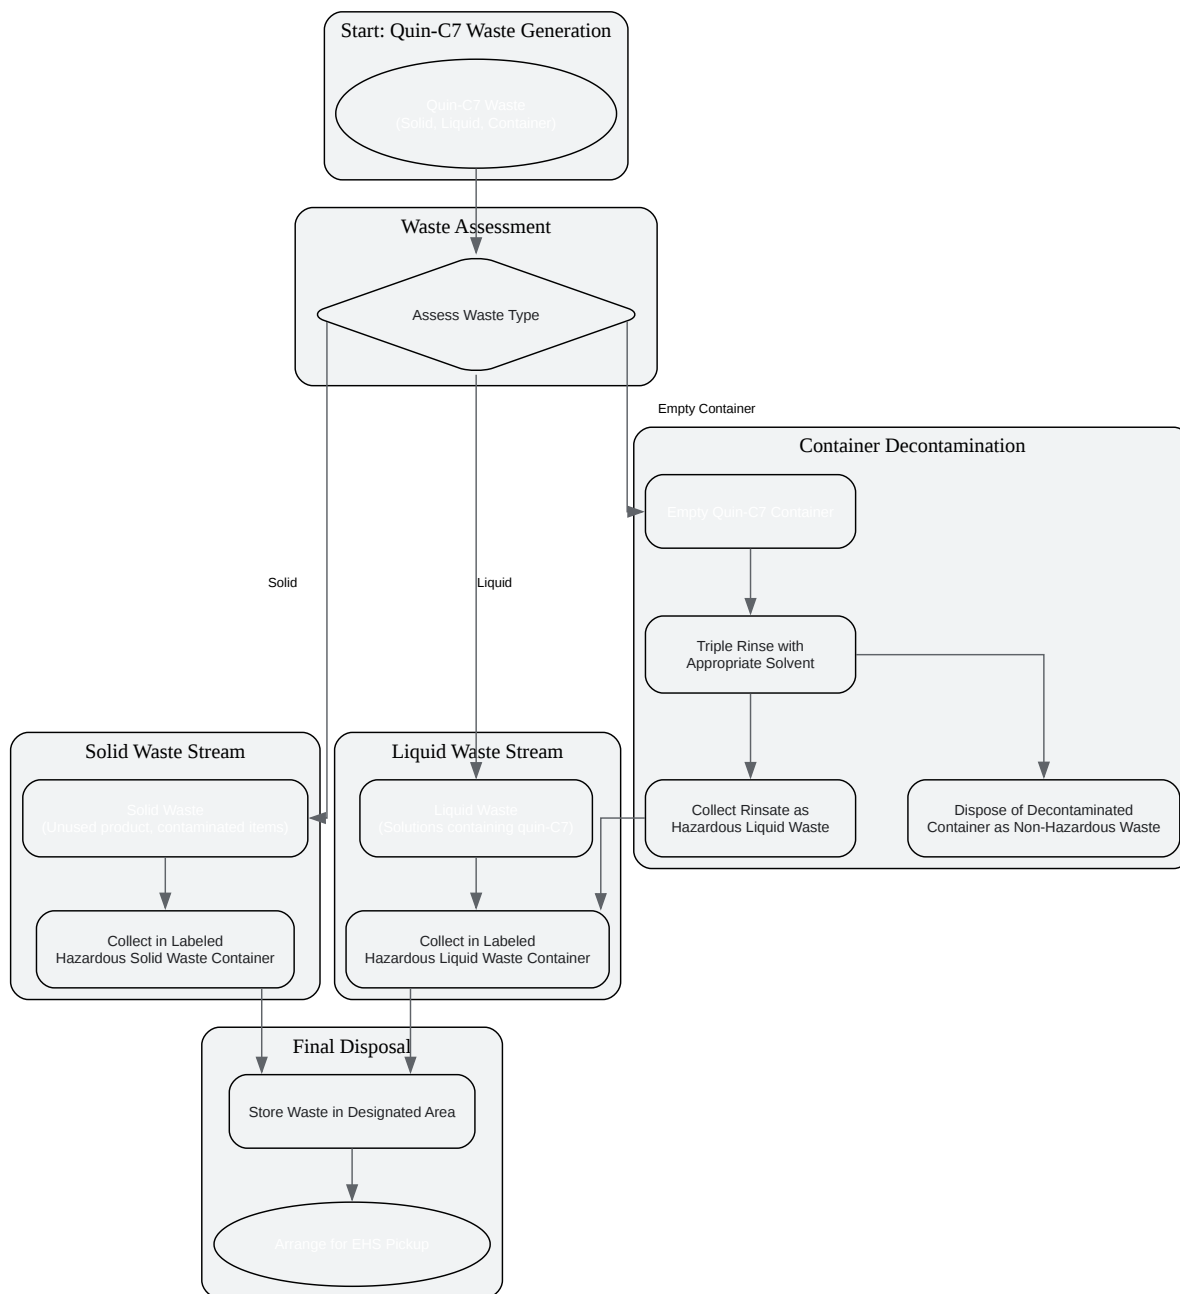 Start: Quin-C7 Waste Generation
Quin-C7 Waste
(Solid, Liquid, Container)
Waste Assessment
Assess Waste Type
Empty Container
Container Decontamination
Empty Quin-C7 Container
Solid
Liquid
Triple Rinse with
Appropriate Solvent
Solid Waste Stream
Liquid Waste Stream
Solid Waste
(Unused product, contaminated items)
Liquid Waste
(Solutions containing quin-C7)
Collect Rinsate as
Hazardous Liquid Waste
Dispose of Decontaminated
Container as Non-Hazardous Waste
Collect in Labeled
Hazardous Solid Waste Container
Collect in Labeled
Hazardous Liquid Waste Container
Final Disposal
Store Waste in Designated Area
Arrange for EHS Pickup